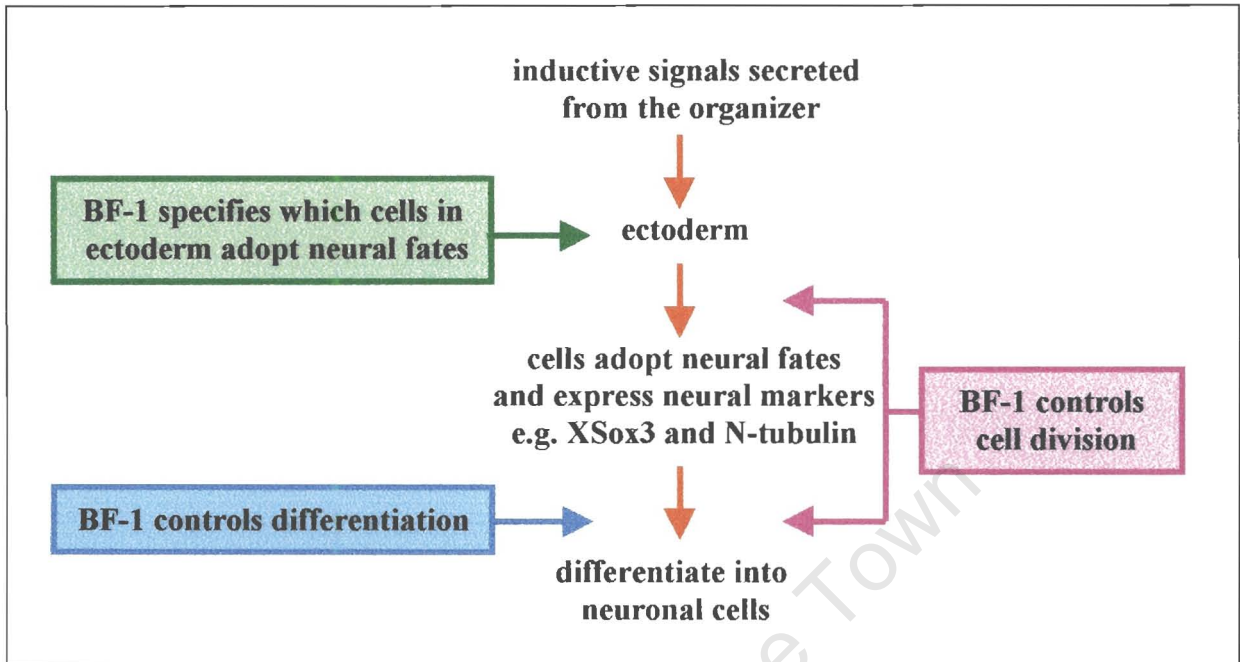 inductive signals secreted
from the organizer
BF-1 specifies which cells in
ectoderm adopt neural fates
ectoderm
cells adopt neural fates
and express neural markers
e.g. XSox3 and N-tubulin
BF-1 controls
cell division
BF-1 controls differentiation
differentiate into
neuronal cells
Town